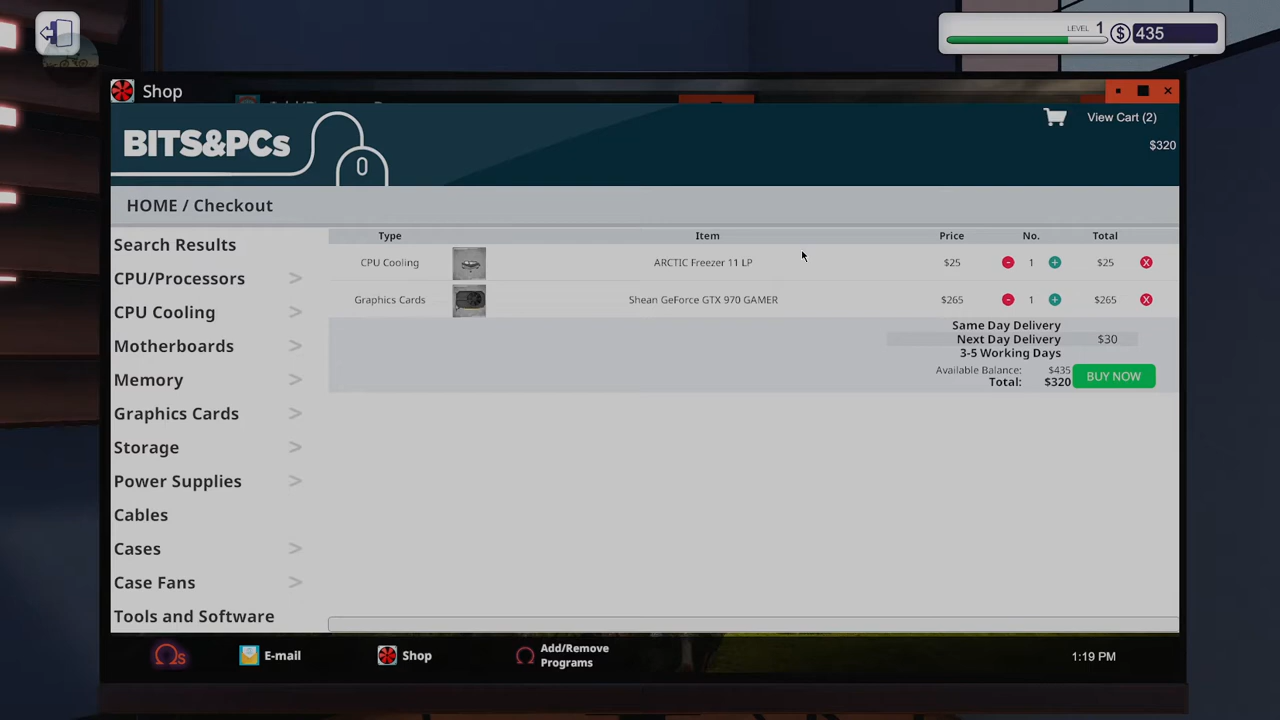 LEVEL 1
$ 435
Shop
BITS&PCs
View Cart (2)
$320
HOME / Checkout
Type Item Price No. Total
CPU Cooling ARCTIC Freezer 11 LP $25 - 1 + $25 X
Graphics Cards Shean GeForce GTX 970 GAMER $265 - 1 + $265 X
Same Day Delivery
Next Day Delivery $30
3-5 Working Days
Available Balance: $435
Total: $320
BUY NOW
Search Results
CPU/Processors >
CPU Cooling >
Motherboards >
Memory >
Graphics Cards >
Storage >
Power Supplies >
Cables
Cases >
Case Fans >
Tools and Software
Ωs
E-mail
Shop
Add/Remove
Programs
1:19 PM